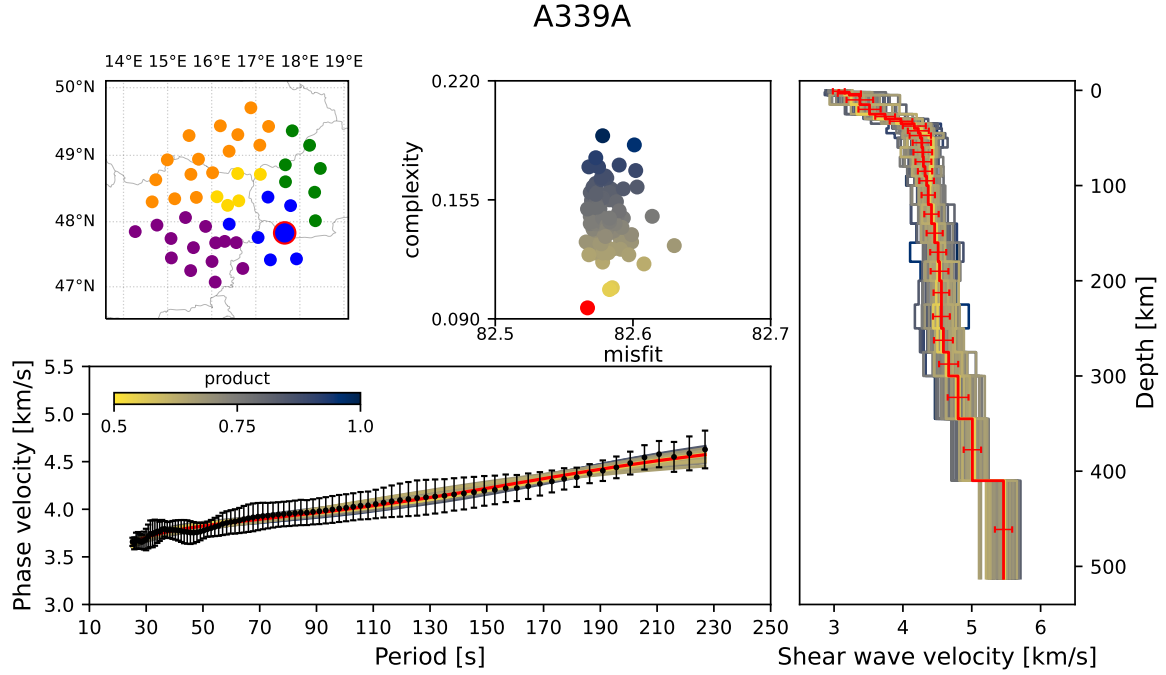 A339A
14°E 15°E 16°E 17°E 18°E 19°E
50°N
49°N
48°N
47°N
complexity
0.220
0.155
0.090
82.5 82.6 82.7
misfit
Phase velocity [km/s]
5.5
5.0
4.5
4.0
3.5
3.0
product
0.5 0.75 1.0
10 30 50 70 90 110 130 150 170 190 210 230 250
Period [s]
0
100
200
300
400
500
Depth [km]
3 4 5 6
Shear wave velocity [km/s]